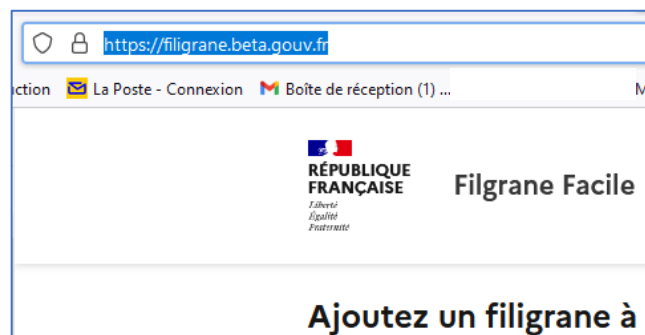 https://filigrane.beta.gouv.fr
ction La Poste - Connexion Boîte de réception (1) ... M
RÉPUBLIQUE
FRANÇAISE
Liberté
Égalité
Fraternité
Filgrane Facile
Ajoutez un filigrane à